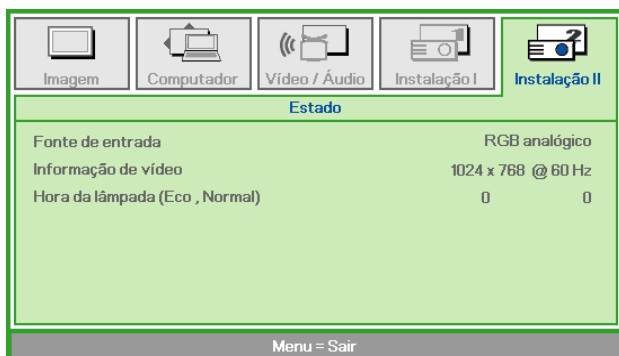 Imagem
Computador
Vídeo / Áudio
Instalação I
Instalação II
Estado
Fonte de entrada RGB analógico
Informação de vídeo 1024 x 768 @ 60 Hz
Hora da lâmpada (Eco , Normal) 0 0
Menu = Sair